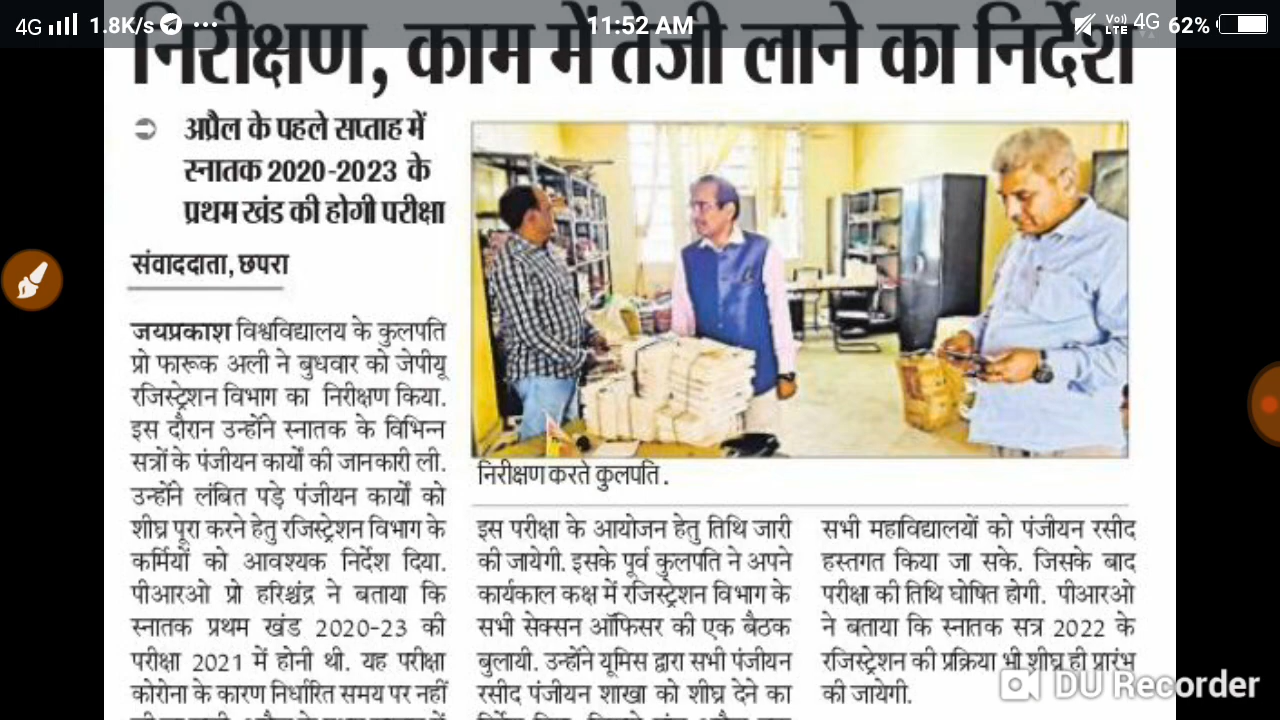 4G 1.8K/s ... 11:52 AM Vo) LTE 4G 62%
निरीक्षण, काम में तेजी लाने का निर्देश
अप्रैल के पहले सप्ताह में
स्नातक 2020-2023 के
प्रथम खंड की होगी परीक्षा
संवाददाता, छपरा
जयप्रकाश विश्वविद्यालय के कुलपति
प्रो फारूक अली ने बुधवार को जेपीयू
रजिस्ट्रेशन विभाग का निरीक्षण किया.
इस दौरान उन्होंने स्नातक के विभिन्न
सत्रों के पंजीयन कार्यों की जानकारी ली.
उन्होंने लंबित पड़े पंजीयन कार्यों को
शीघ्र पूरा करने हेतु रजिस्ट्रेशन विभाग के
कर्मियों को आवश्यक निर्देश दिया.
पीआरओ प्रो हरिश्चंद्र ने बताया कि
स्नातक प्रथम खंड 2020-23 की
परीक्षा 2021 में होनी थी. यह परीक्षा
कोरोना के कारण निर्धारित समय पर नहीं
निरीक्षण करते कुलपति.
इस परीक्षा के आयोजन हेतु तिथि जारी
की जायेगी. इसके पूर्व कुलपति ने अपने
कार्यकाल कक्ष में रजिस्ट्रेशन विभाग के
सभी सेक्सन ऑफिसर की एक बैठक
बुलायी. उन्होंने यूमिस द्वारा सभी पंजीयन
रसीद पंजीयन शाखा को शीघ्र देने का
सभी महाविद्यालयों को पंजीयन रसीद
हस्तगत किया जा सके. जिसके बाद
परीक्षा की तिथि घोषित होगी. पीआरओ
ने बताया कि स्नातक सत्र 2022 के
रजिस्ट्रेशन की प्रक्रिया भी शीघ्र ही प्रारंभ
की जायेगी.
DU Recorder